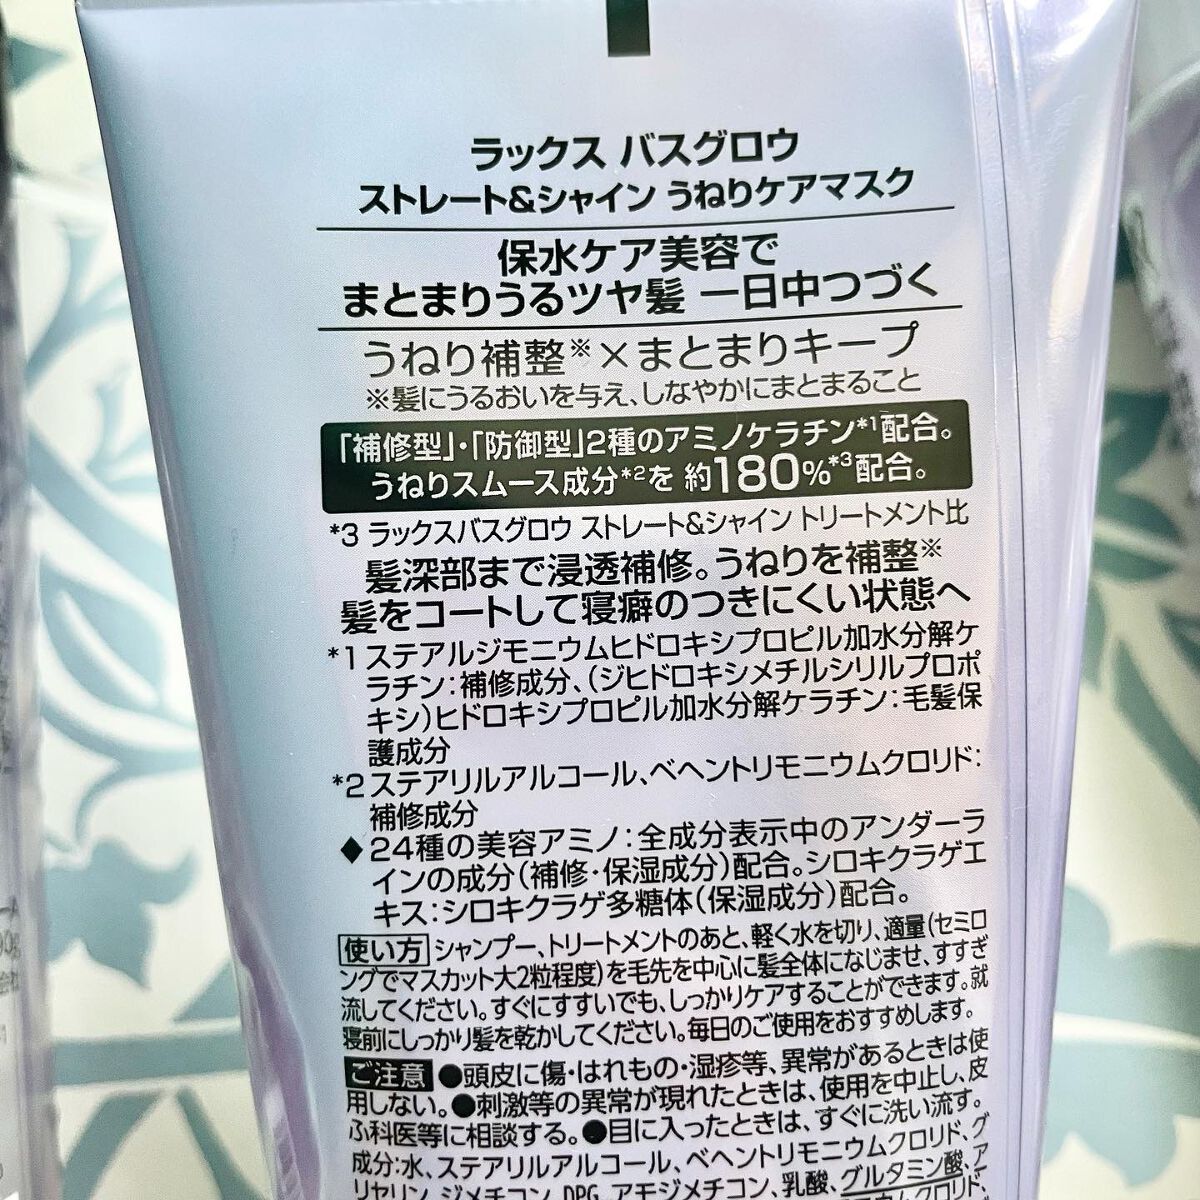 ラックス バスグロウ
ストレート&シャイン うねりケアマスク
保水ケア美容で
まとまりうるツヤ髪 一日中つづく
うねり補整※×まとまりキープ
※髪にうるおいを与え、しなやかにまとまること
「補修型」・「防御型」2種のアミノケラチン*1配合。
うねりスムース成分*2を 約180%*3配合。
*3 ラックスバスグロウ ストレート&シャイン トリートメント比
髪深部まで浸透補修。うねりを補整※
髪をコートして寝癖のつきにくい状態へ
*1 ステアルジモニウムヒドロキシプロピル加水分解ケ
ラチン:補修成分、(ジヒドロキシメチルシリルプロポ
キシ)ヒドロキシプロピル加水分解ケラチン:毛髪保
護成分
*2 ステアリルアルコール、ベヘントリモニウムクロリド:
補修成分
◆24種の美容アミノ:全成分表示中のアンダーラ
インの成分(補修・保湿成分)配合。シロキクラゲエ
キス:シロキクラゲ多糖体(保湿成分)配合。
使い方 シャンプー、トリートメントのあと、軽く水を切り、適量(セミロ
ングでマスカット大2粒程度)を毛先を中心に髪全体になじませ、すすぎ
流してください。すぐにすすいでも、しっかりケアすることができます。就
寝前にしっかり髪を乾かしてください。毎日のご使用をおすすめします。
ご注意 ●頭皮に傷・はれもの・湿疹等、異常があるときは使
用しない。●刺激等の異常が現れたときは、使用を中止し、皮
ふ科医等に相談する。●目に入ったときは、すぐに洗い流す。
成分:水、ステアリルアルコール、ベヘントリモニウムクロリド、グ
リセリン、ジメチコン、DPG、アモジメチコン、乳酸、グルタミン酸、ア